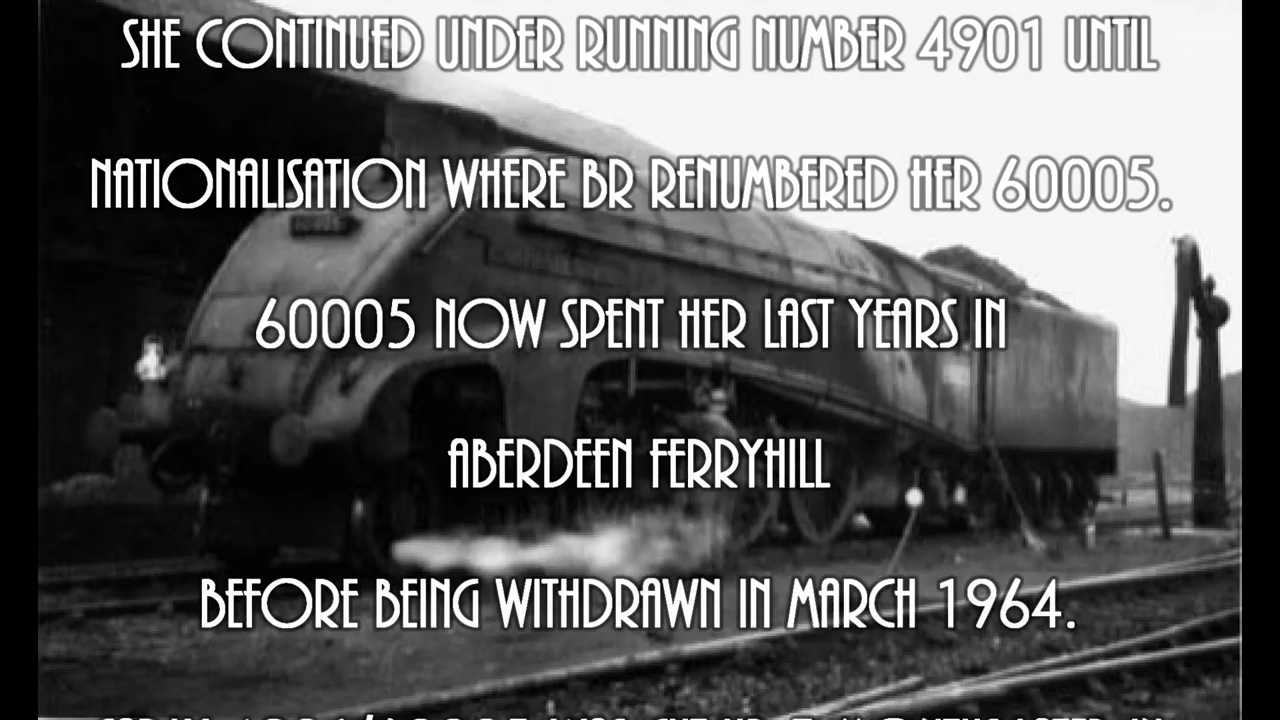 SHE CONTINUED UNDER RUNNING NUMBER 4901 UNTIL
NATIONALISATION WHERE BR RENUMBERED HER 60005.
60005 NOW SPENT HER LAST YEARS IN
ABERDEEN FERRYHILL
BEFORE BEING WITHDRAWN IN MARCH 1964.